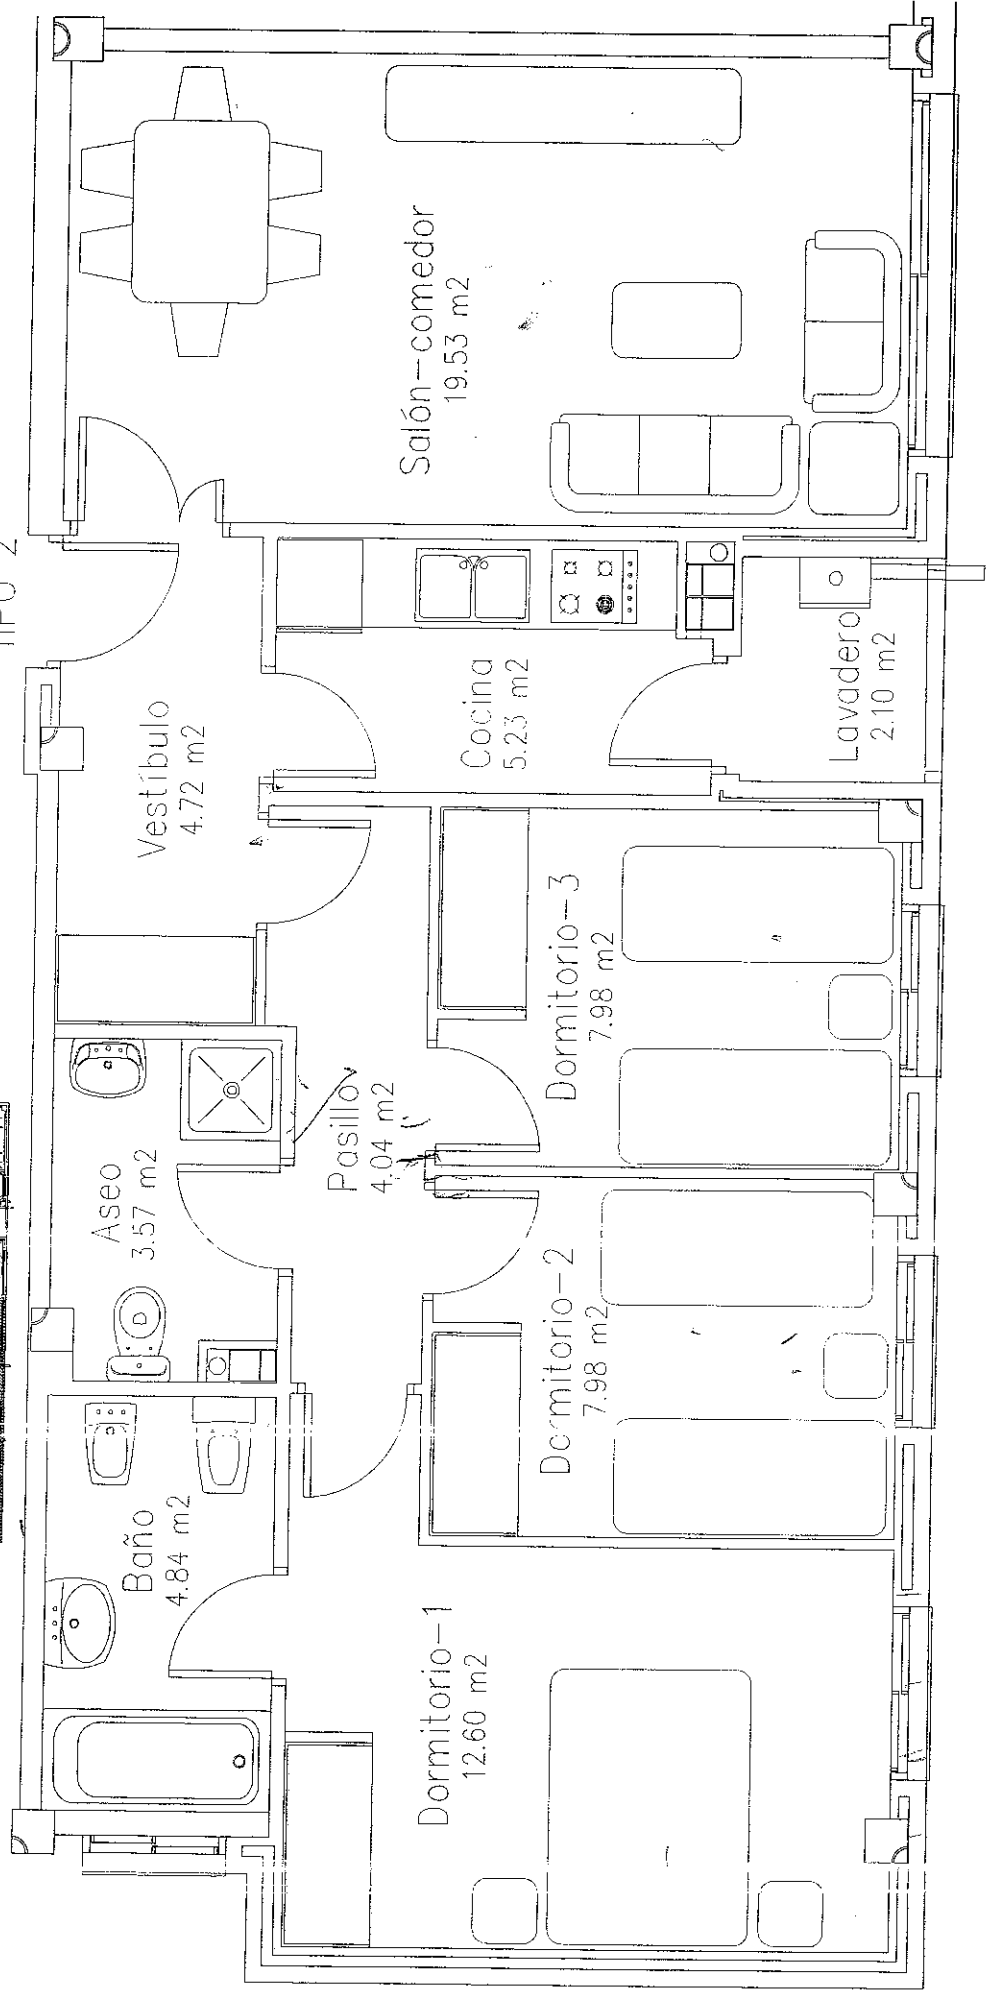 TIPO 2
Salón-comedor
19.53 m2
Vestíbulo
4.72 m2
Cocina
5.23 m2
Lavadero
2.10 m2
Aseo
3.57 m2
Pasillo
4.04 m2
Dormitorio-3
7.98 m2
Baño
4.84 m2
Dormitorio-2
7.98 m2
Dormitorio-1
12.60 m2